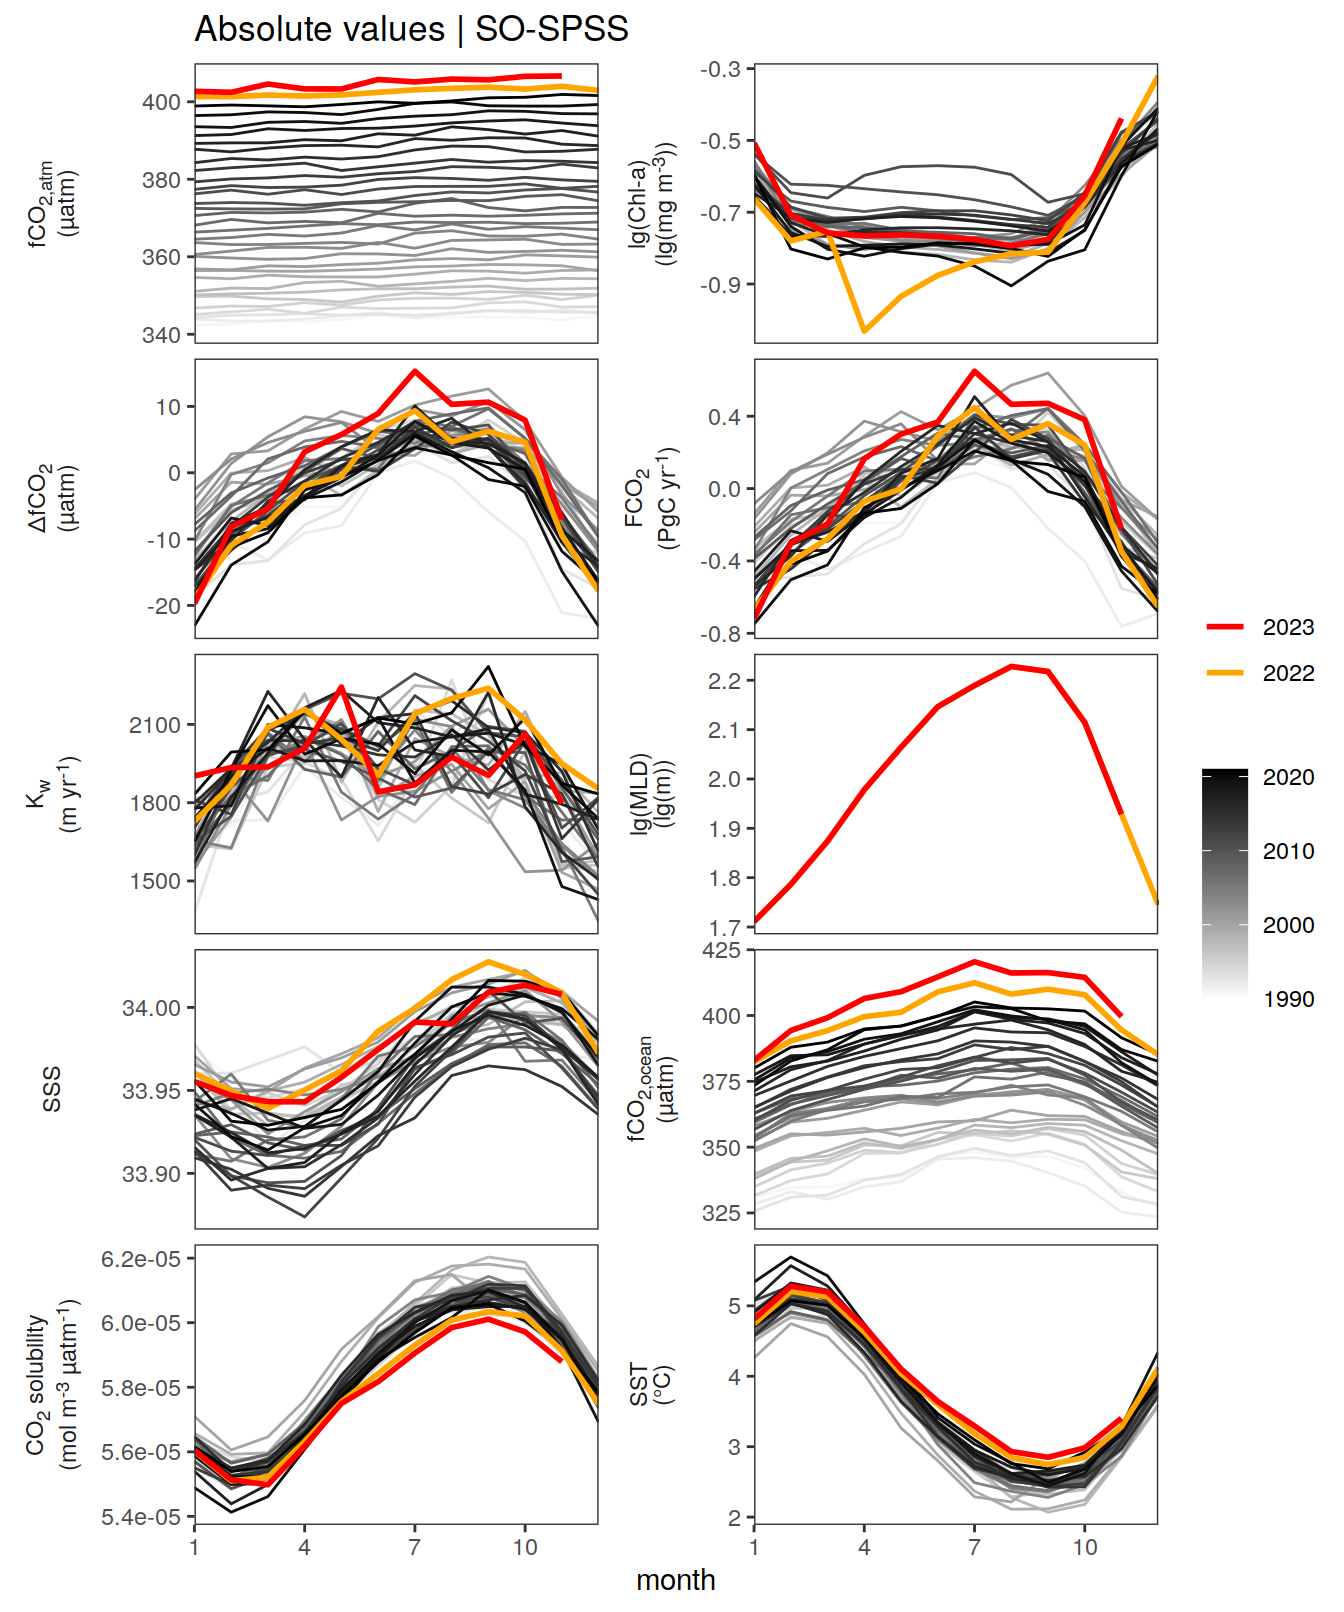 Absolute values | SO-SPSS
fCO2,atm
(µatm)
400
380
360
340
lg(Chl-a)
(lg(mg m-3))
-0.3
-0.5
-0.7
-0.9
ΔfCO2
(µatm)
10
0
-10
-20
FCO2
(PgC yr-1)
0.4
0.0
-0.4
-0.8
Kw
(m yr-1)
2100
1800
1500
lg(MLD)
(lg(m))
2.2
2.1
2.0
1.9
1.8
1.7
SSS
34.00
33.95
33.90
fCO2,ocean
(µatm)
425
400
375
350
325
CO2 solubility
(mol m-3 µatm-1)
6.2e-05
6.0e-05
5.8e-05
5.6e-05
5.4e-05
SST
(°C)
5
4
3
2
1 4 7 10
1 4 7 10
month
2023
2022
2020
2010
2000
1990